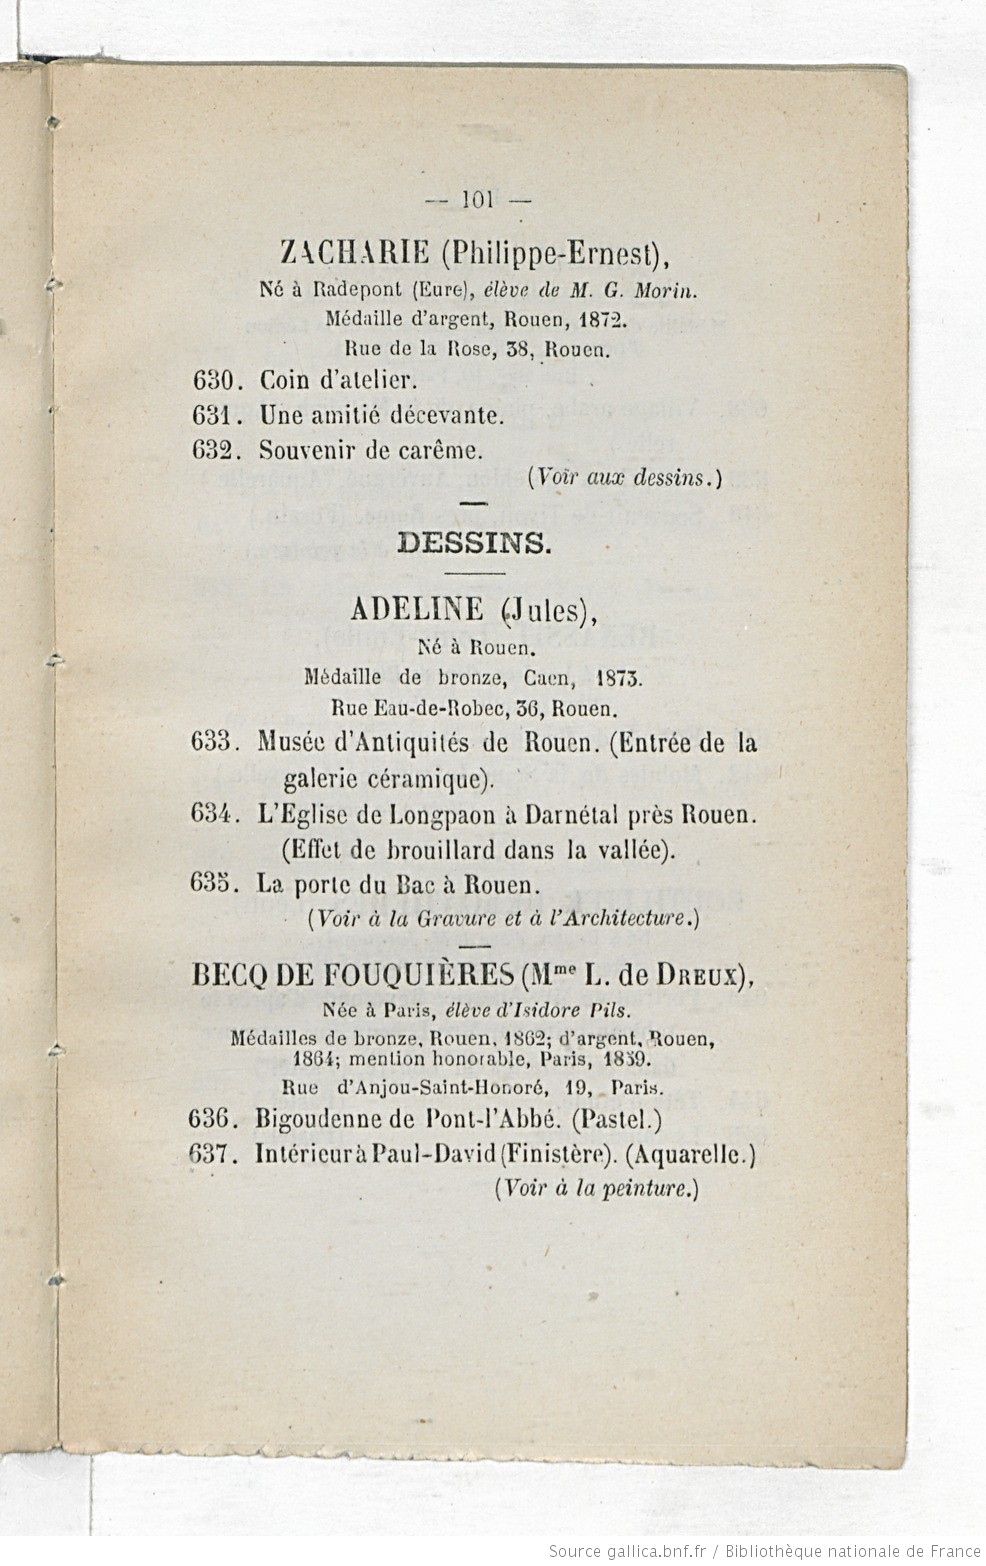 — 101 —
ZACHARIE (Philippe-Ernest),
Né à Radepont (Eure), élève de M. G. Morin.
Médaille d'argent, Rouen, 1872.
Rue de la Rose, 38, Rouen.
630. Coin d'atelier.
631. Une amitié décevante.
632. Souvenir de carême.
(Voir aux dessins.)
DESSINS.
ADELINE (Jules),
Né à Rouen.
Médaille de bronze, Caen, 1873.
Rue Eau-de-Robec, 36, Rouen.
633. Musée d'Antiquités de Rouen. (Entrée de la
galerie céramique).
634. L'Eglise de Longpaon à Darnétal près Rouen.
(Effet de brouillard dans la vallée).
635. La porte du Bac à Rouen.
(Voir à la Gravure et à l'Architecture.)
BECQ DE FOUQUIÈRES (Mme L. de DREUX),
Née à Paris, élève d'Isidore Pils.
Médailles de bronze, Rouen, 1862; d'argent, Rouen,
1864; mention honorable, Paris, 1859.
Rue d'Anjou-Saint-Honoré, 19, Paris.
636. Bigoudenne de Pont-l'Abbé. (Pastel.)
637. Intérieur à Paul-David (Finistère). (Aquarelle.)
(Voir à la peinture.)
Source gallica.bnf.fr / Bibliothèque nationale de France